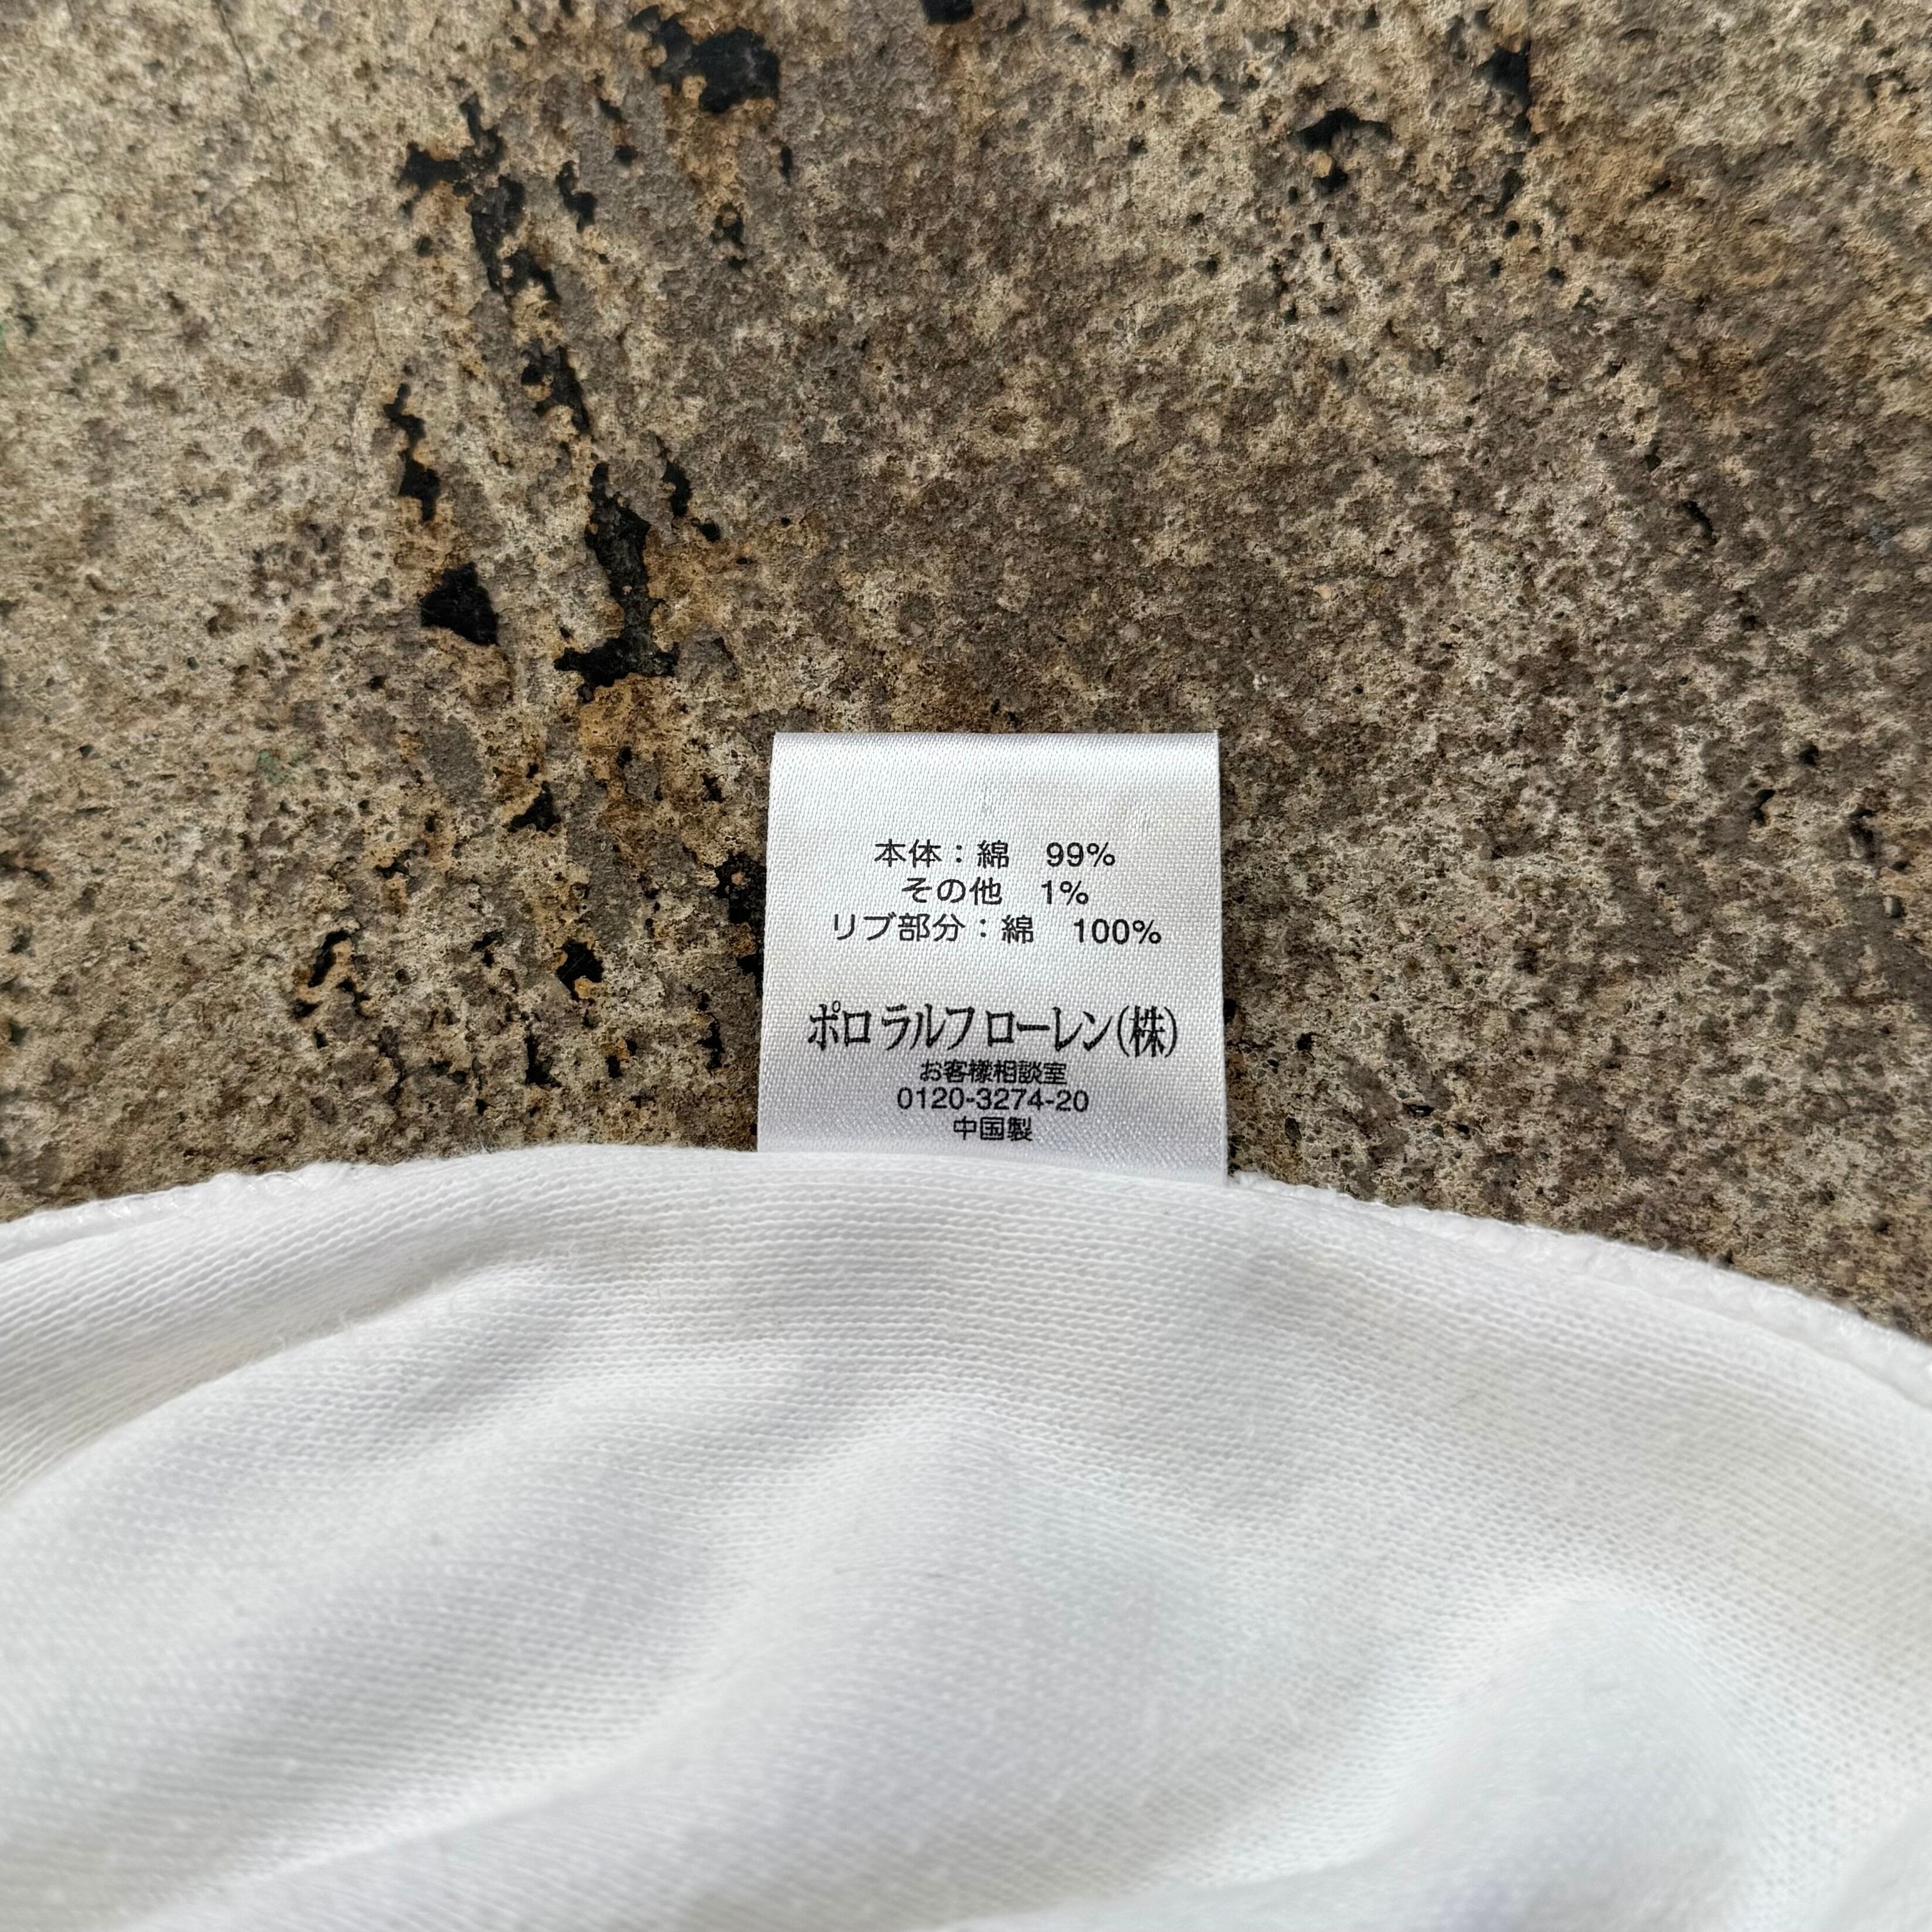 本体：綿　99%
その他　1%
リブ部分：綿　100%
ポロ ラルフ ローレン(株)
お客様相談室
0120-3274-20
中国製